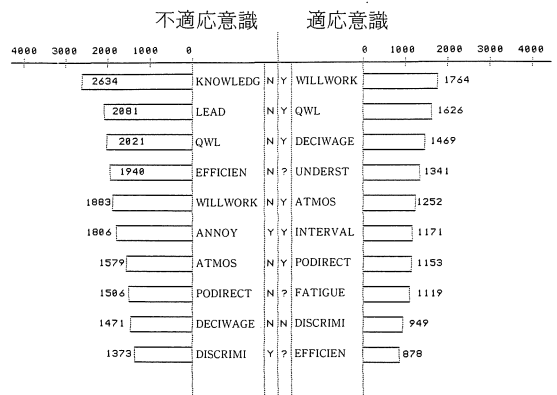 不適応意識 適応意識
4000 3000 2000 1000 0 0 1000 2000 3000 4000
2634 KNOWLEDG N Y WILLWORK 1764
2081 LEAD N Y QWL 1626
2021 QWL N Y DECIWAGE 1469
1940 EFFICIEN N ? UNDERST 1341
1883 WILLWORK N Y ATMOS 1252
1806 ANNOY Y Y INTERVAL 1171
1579 ATMOS N Y PODIRECT 1153
1506 PODIRECT N ? FATIGUE 1119
1471 DECIWAGE N N DISCRIMI 949
1373 DISCRIMI Y ? EFFICIEN 878